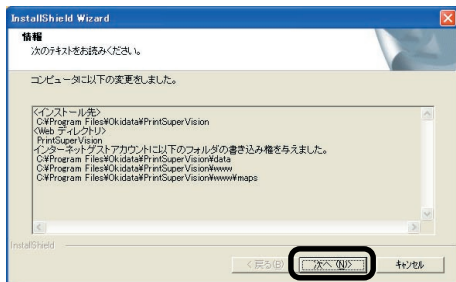 InstallShield Wizard
情報
次のテキストをお読みください。
コンピュータに以下の変更をしました。
<インストール先>
C:¥Program Files¥Okidata¥PrintSuperVision
<Web ディレクトリ>
PrintSuperVision
インターネットゲストアカウントに以下のフォルダの書き込み権を与えました。
C:¥Program Files¥Okidata¥PrintSuperVision¥data
C:¥Program Files¥Okidata¥PrintSuperVision¥www
C:¥Program Files¥Okidata¥PrintSuperVision¥www¥maps
InstallShield
< 戻る(B)
次へ (N)>
キャンセル